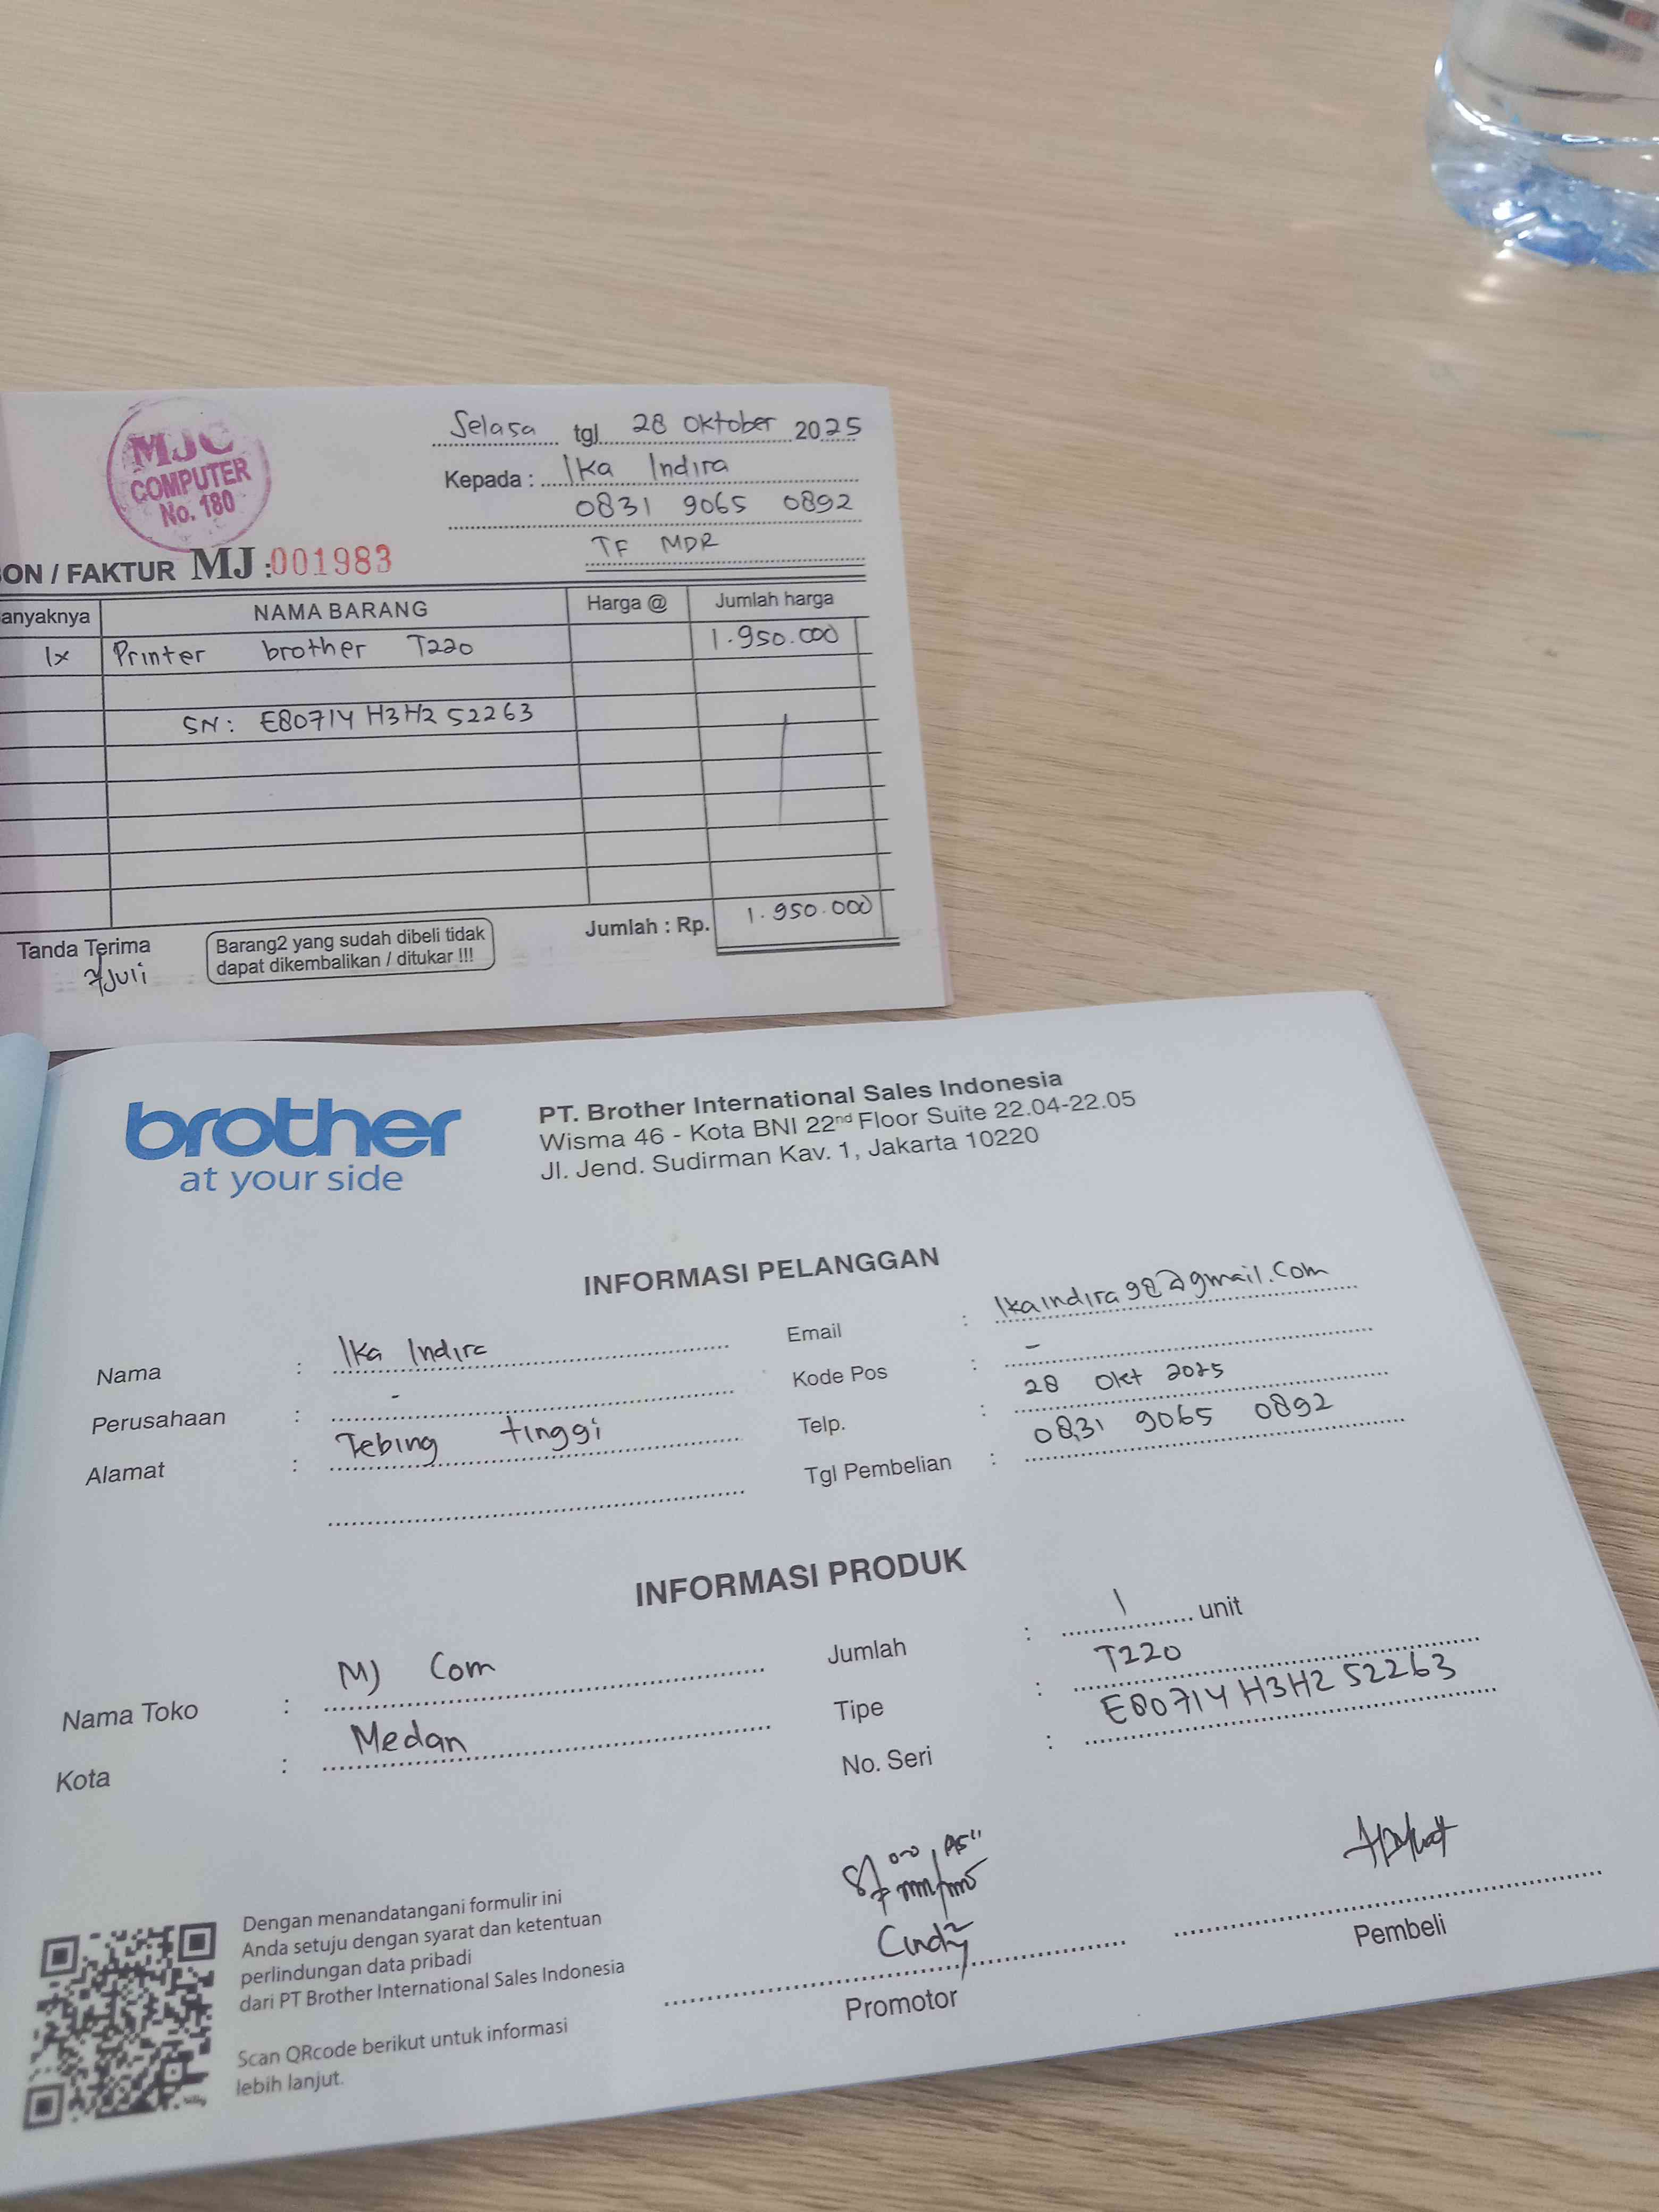 MJC
COMPUTER
No. 180
Selasa tgl 28 Oktober 2025
Kepada : Ika Indira
0831 9065 0892
TF MDR
ON / FAKTUR MJ :001983
anyaknya NAMA BARANG Harga @ Jumlah harga
1x Printer brother T220 1.950.000
SN: E80714H3H252263
Tanda Terima
Juli
Barang2 yang sudah dibeli tidak
dapat dikembalikan / ditukar !!!
Jumlah : Rp. 1.950.000
brother
at your side
PT. Brother International Sales Indonesia
Wisma 46 - Kota BNI 22nd Floor Suite 22.04-22.05
Jl. Jend. Sudirman Kav. 1, Jakarta 10220
INFORMASI PELANGGAN
Nama : Ika Indira
Perusahaan : -
Alamat : Tebing tinggi
Email : Ikaindira98@gmail.com
Kode Pos : -
Telp. : 28 Okt 2025
Tgl Pembelian : 0831 9065 0892
INFORMASI PRODUK
Nama Toko : MJ Com
Kota : Medan
Jumlah : 1 unit
Tipe : T220
No. Seri : E80714H3H252263
Dengan menandatangani formulir ini
Anda setuju dengan syarat dan ketentuan
perlindungan data pribadi
dari PT Brother International Sales Indonesia
Scan QRcode berikut untuk informasi
lebih lanjut.
Cindy
Promotor
Pembeli